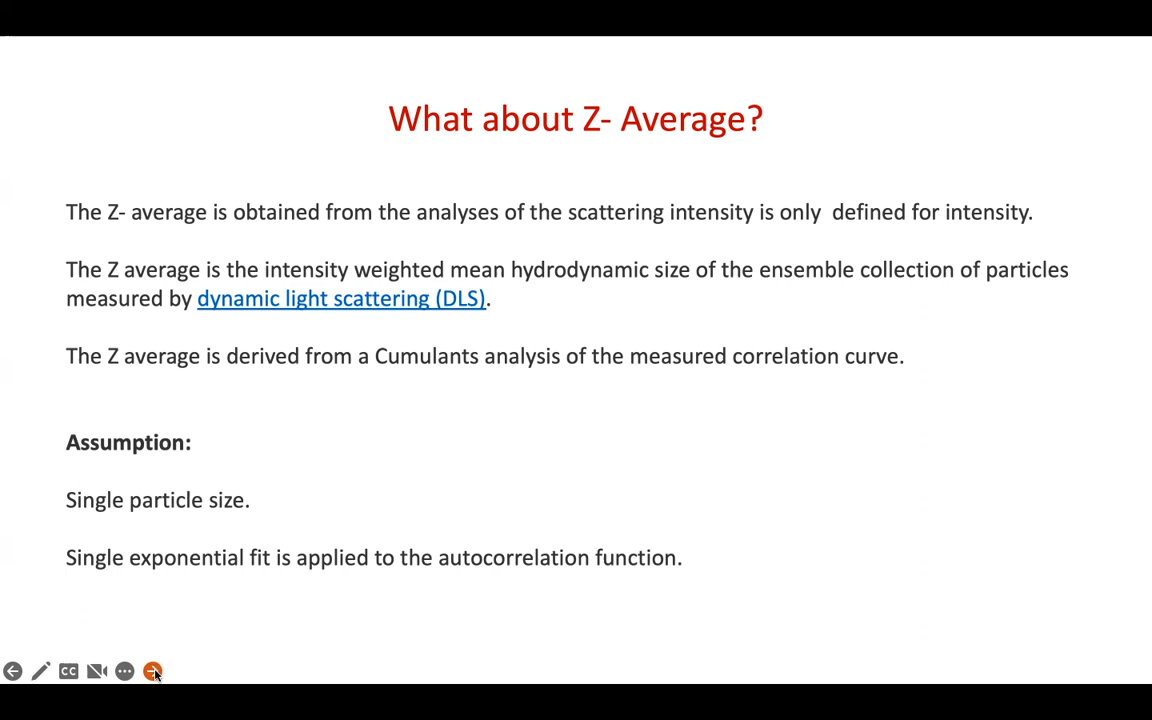 What about Z- Average?
The Z- average is obtained from the analyses of the scattering intensity is only  defined for intensity.
The Z average is the intensity weighted mean hydrodynamic size of the ensemble collection of particles
measured by dynamic light scattering (DLS).
The Z average is derived from a Cumulants analysis of the measured correlation curve.
Assumption:
Single particle size.
Single exponential fit is applied to the autocorrelation function.
CC